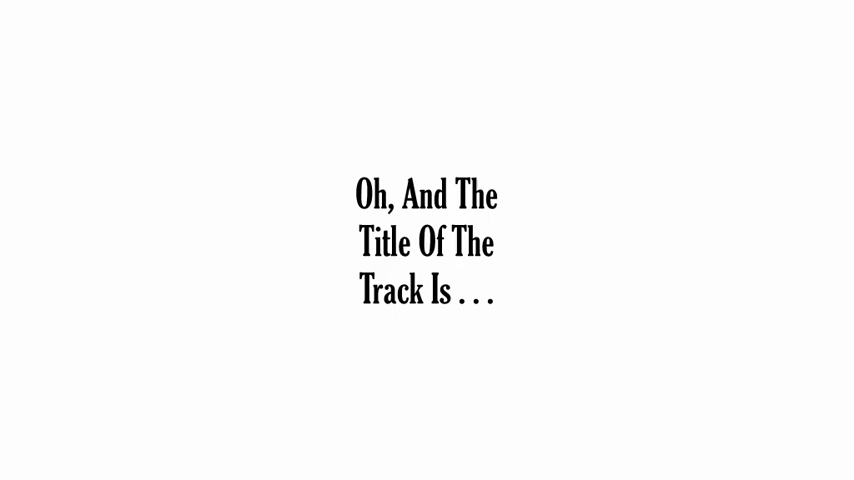 Oh, And The
Title Of The
Track Is . . .